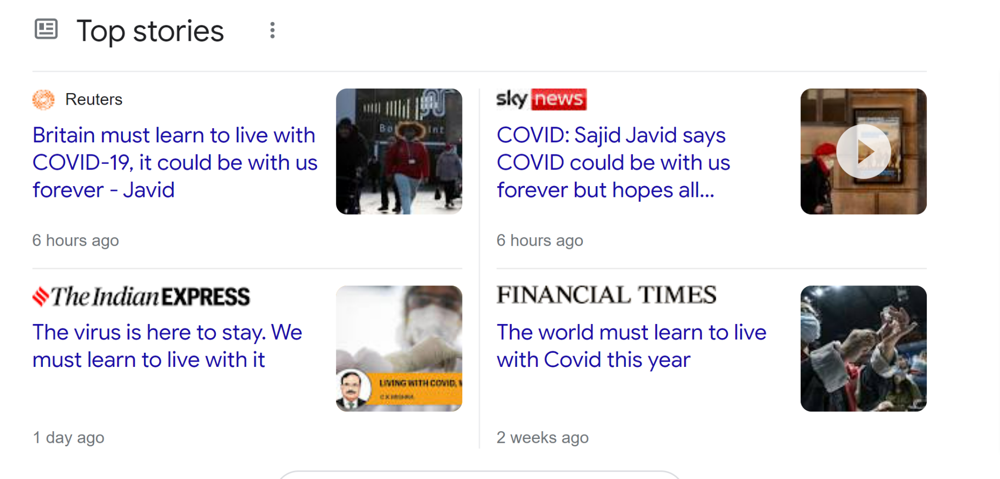 Top stories
Reuters
Britain must learn to live with
COVID-19, it could be with us
forever - Javid
6 hours ago
sky news
COVID: Sajid Javid says
COVID could be with us
forever but hopes all...
6 hours ago
The Indian EXPRESS
The virus is here to stay. We
must learn to live with it
LIVING WITH COVID,
C K MISHRA
1 day ago
FINANCIAL TIMES
The world must learn to live
with Covid this year
2 weeks ago